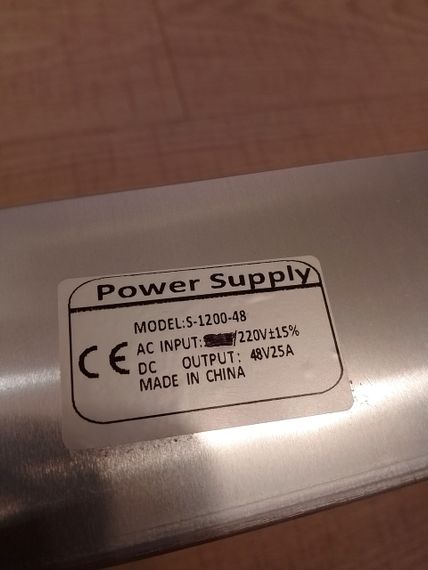 Power Supply
MODEL:S-1200-48
CE AC INPUT: /220V±15%
DC OUTPUT: 48V25A
MADE IN CHINA